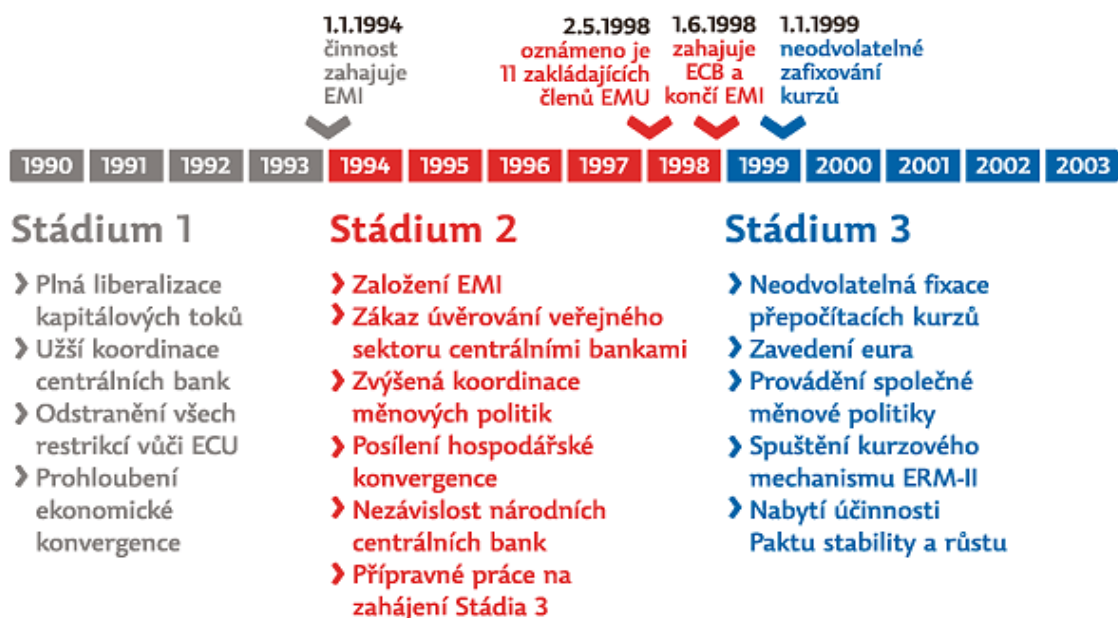 1.1.1994
činnost
zahajuje
EMI
2.5.1998
oznámeno je
11 zakládajících
členů EMU
1.6.1998
zahajuje
ECB a
končí EMI
1.1.1999
neodvolatelné
zafixování
kurzů
1990 1991 1992 1993 1994 1995 1996 1997 1998 1999 2000 2001 2002 2003
Stádium 1
Plná liberalizace
kapitálových toků
Užší koordinace
centrálních bank
Odstranění všech
restrikcí vůči ECU
Prohloubení
ekonomické
konvergence
Stádium 2
Založení EMI
Zákaz úvěrování veřejného
sektoru centrálními bankami
Zvýšená koordinace
měnových politik
Posílení hospodářské
konvergence
Nezávislost národních
centrálních bank
Přípravné práce na
zahájení Stádia 3
Stádium 3
Neodvolatelná fixace
přepočítacích kurzů
Zavedení eura
Provádění společné
měnové politiky
Spuštění kurzového
mechanismu ERM-II
Nabytí účinnosti
Paktu stability a růstu